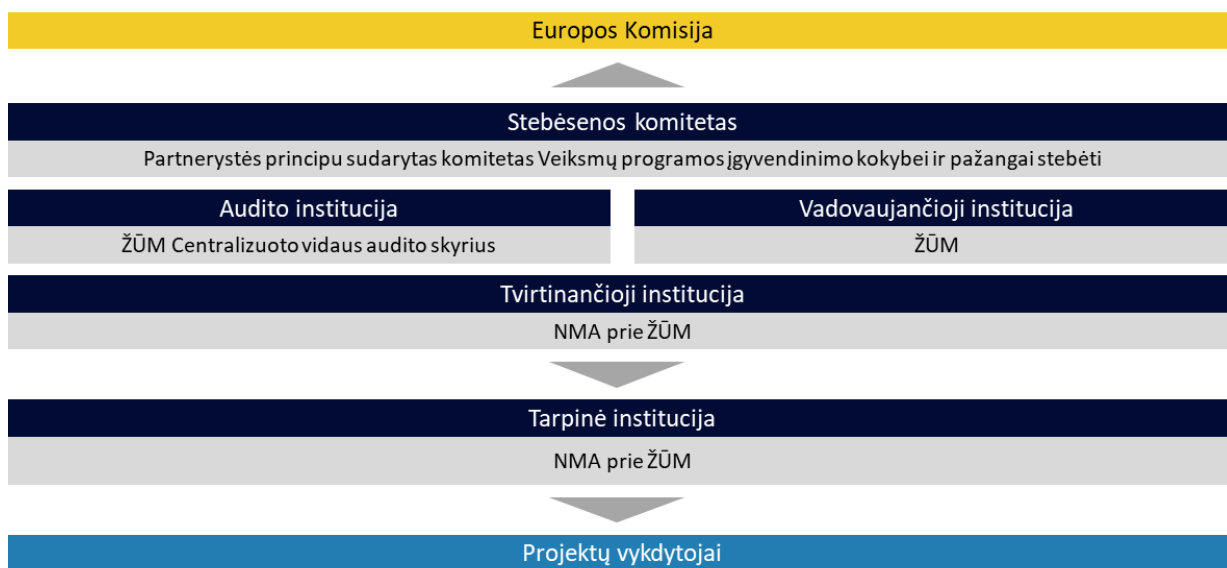 Europos Komisija
Stebėsenos komitetas
Partnerystės principu sudarytas komitetas Veiksmų programos įgyvendinimo kokybei ir pažangai stebėti
Audito institucija
ŽŪM Centralizuoto vidaus audito skyrius
Vadovaujančioji institucija
ŽŪM
Tvirtinančioji institucija
NMA prie ŽŪM
Tarpinė institucija
NMA prie ŽŪM
Projektų vykdytojai